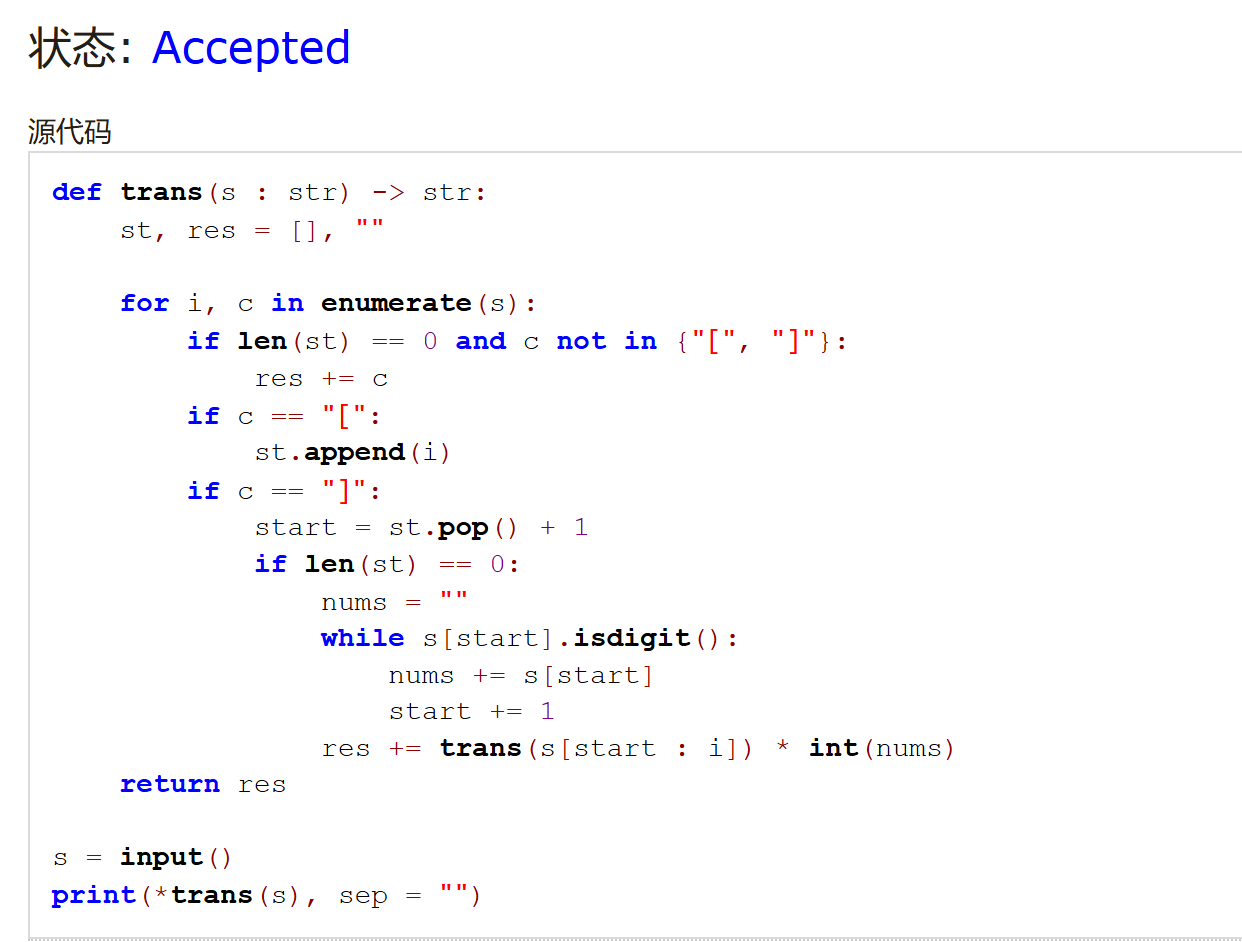 状态: Accepted
源代码
def trans(s : str) -> str:
    st, res = [], ""
    for i, c in enumerate(s):
        if len(st) == 0 and c not in {"[", "]"}:
            res += c
        if c == "[":
            st.append(i)
        if c == "]":
            start = st.pop() + 1
            if len(st) == 0:
                nums = ""
                while s[start].isdigit():
                    nums += s[start]
                    start += 1
                res += trans(s[start : i]) * int(nums)
    return res
s = input()
print(*trans(s), sep = "")